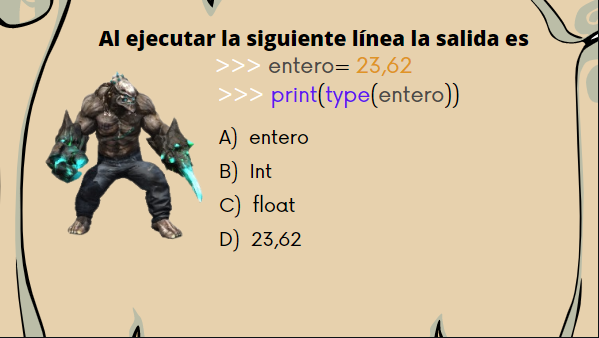 Al ejecutar la siguiente línea la salida es
>>> entero= 23,62
>>> print(type(entero))
A) entero
B) Int
C) float
D) 23,62